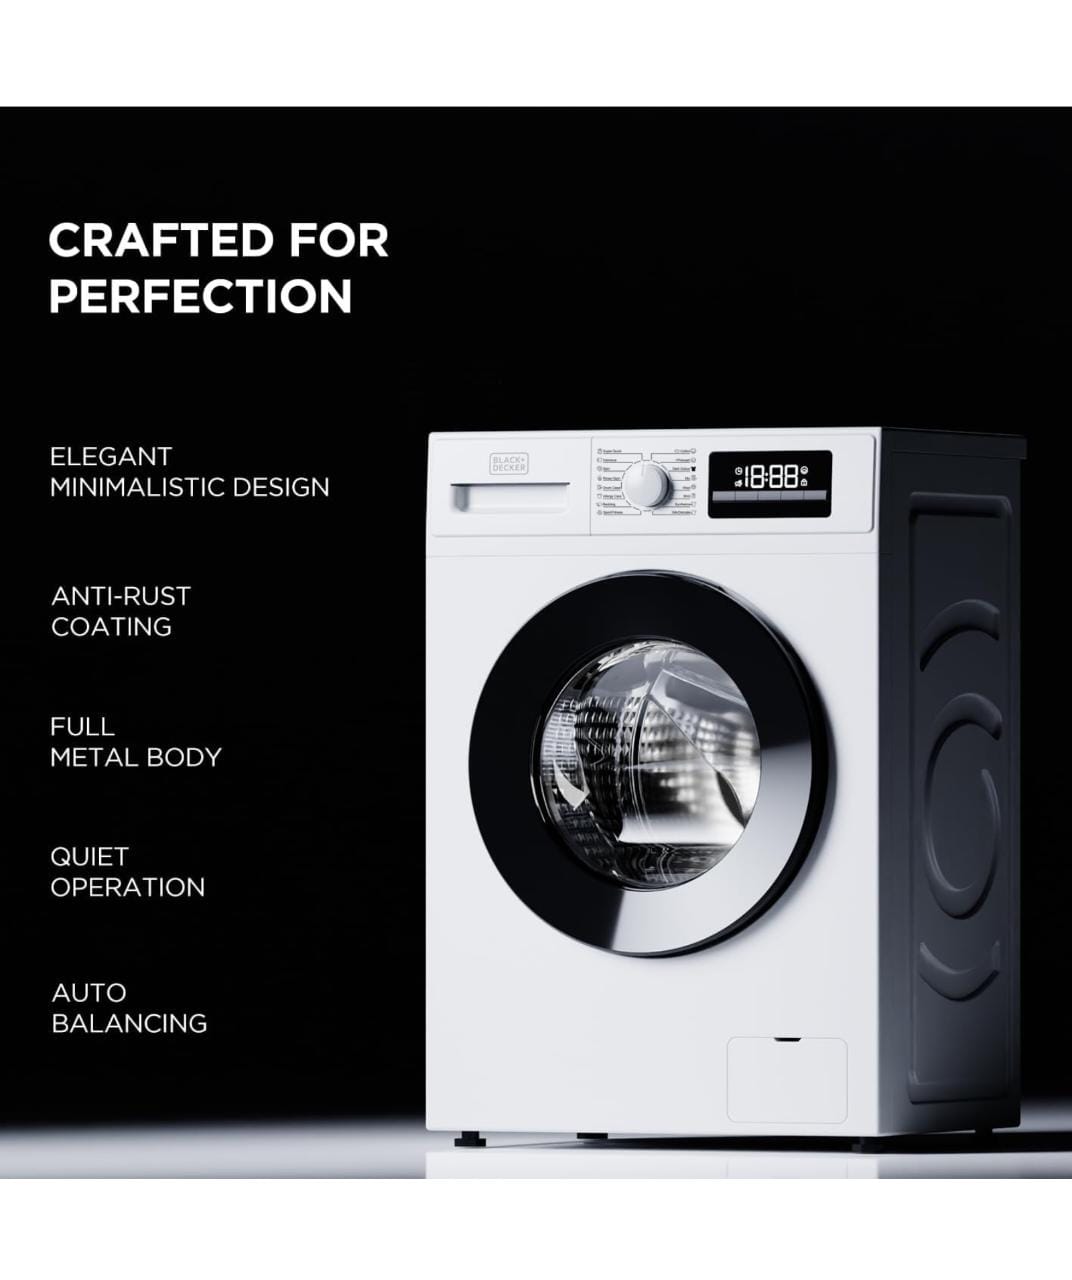 CRAFTED FOR
PERFECTION
ELEGANT
MINIMALISTIC DESIGN
ANTI-RUST
COATING
FULL
METAL BODY
QUIET
OPERATION
AUTO
BALANCING
BLACK+
DECKER
18:88